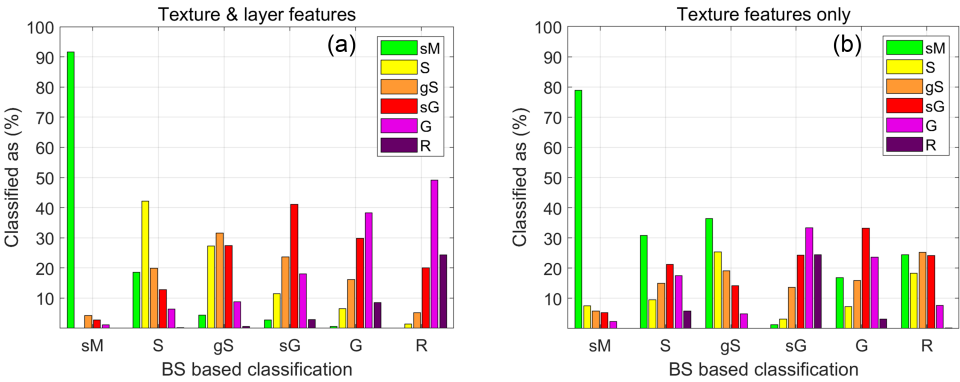 Texture & layer features
(a)
100
90
80
70
60
50
40
30
20
10
Classified as (%)
sM
S
gS
sG
G
R
sM S gS sG G R
BS based classification
Texture features only
(b)
100
90
80
70
60
50
40
30
20
10
Classified as (%)
sM
S
gS
sG
G
R
sM S gS sG G R
BS based classification